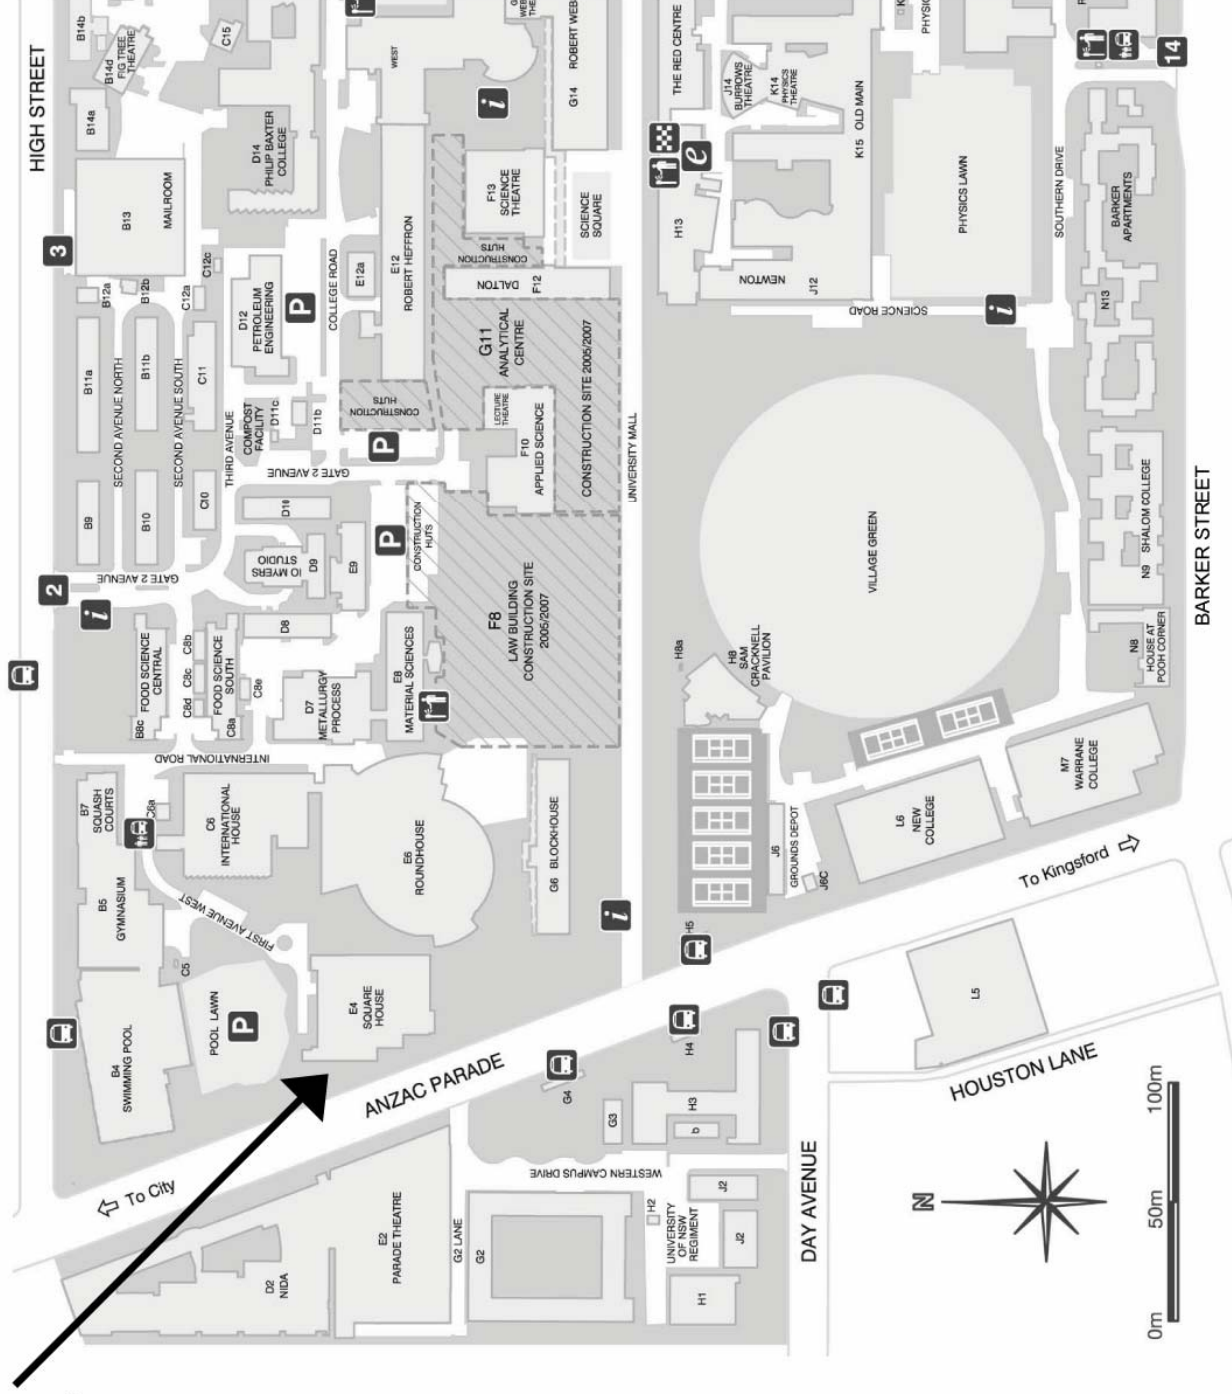 HIGH STREET
B14b
B14d
FIG TREE
THEATRE
C15
B14a
D14
PHILIP BAXTER
COLLEGE
WEST
G14
ROBERT WEB
THE RED CENTRE
J14
BURROWS
THEATRE
K14
PHYSICS
THEATRE
K15 OLD MAIN
14
3
B13
MAILROOM
B12a
B12b
C12a
C12c
D12
PETROLEUM
ENGINEERING
P
COLLEGE ROAD
E12a
E12
ROBERT HEFFRON
F13
SCIENCE
THEATRE
CONSTRUCTION
HUTS
DALTON
F12
SCIENCE
SQUARE
i
e
H13
NEWTON
J12
SCIENCE ROAD
PHYSICS LAWN
SOUTHERN DRIVE
BARKER
APARTMENTS
N13
i
B11a
SECOND AVENUE NORTH
B11b
SECOND AVENUE SOUTH
C11
THIRD AVENUE
COMPOST
FACILITY
D11c
D11b
CONSTRUCTION
HUTS
P
GATE 2 AVENUE
G11
ANALYTICAL
CENTRE
LECTURE
THEATRE
F10
APPLIED SCIENCE
CONSTRUCTION SITE 2005/2007
UNIVERSITY MALL
B9
B10
C10
D10
IO MYERS
STUDIO
D9
E9
P
CONSTRUCTION
HUTS
2
GATE 2 AVENUE
i
F8
LAW BUILDING
CONSTRUCTION SITE
2005/2007
VILLAGE GREEN
N9 SHALOM COLLEGE
BARKER STREET
N8
HOUSE AT
POOH CORNER
FOOD SCIENCE
CENTRAL
B8c
C8b
C8c
C8d
FOOD SCIENCE
SOUTH
C8a
C8e
D8
D7
METALLURGY
PROCESS
E8
MATERIAL SCIENCES
H8a
H8
SAM
CRACKNELL
PAVILION
INTERNATIONAL ROAD
B7
SQUASH
COURTS
C6a
C6
INTERNATIONAL
HOUSE
E6
ROUNDHOUSE
G6 BLOCKHOUSE
J6
GROUNDS DEPOT
J6C
L6
NEW
COLLEGE
M7
WARRANE
COLLEGE
To Kingsford
B5
GYMNASIUM
FIRST AVENUE WEST
C5
i
H5
B4
SWIMMING POOL
POOL LAWN
P
E4
SQUARE
HOUSE
ANZAC PARADE
G4
H4
L5
HOUSTON LANE
G3
H3
b
To City
WESTERN CAMPUS DRIVE
D2
NIDA
E2
PARADE THEATRE
G2 LANE
G2
H2
UNIVERSITY
OF NSW
REGIMENT
J2
J2
H1
DAY AVENUE
N
0m
50m
100m